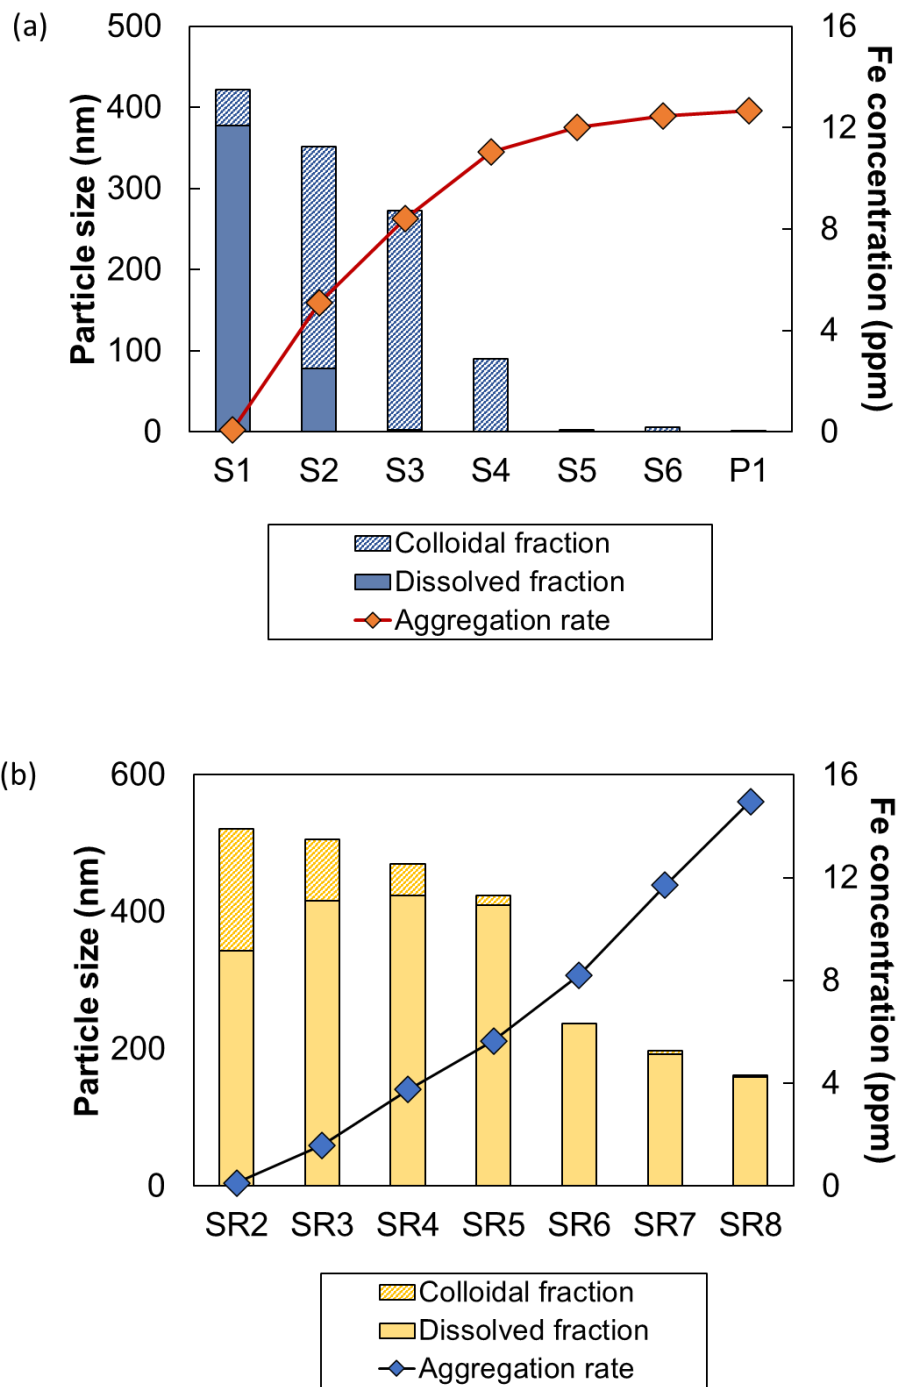 (a)
500
400
300
200
100
0
Particle size (nm)
16
12
8
4
0
Fe concentration (ppm)
S1 S2 S3 S4 S5 S6 P1
Colloidal fraction
Dissolved fraction
Aggregation rate
(b)
600
400
200
0
Particle size (nm)
16
12
8
4
0
Fe concentration (ppm)
SR2 SR3 SR4 SR5 SR6 SR7 SR8
Colloidal fraction
Dissolved fraction
Aggregation rate